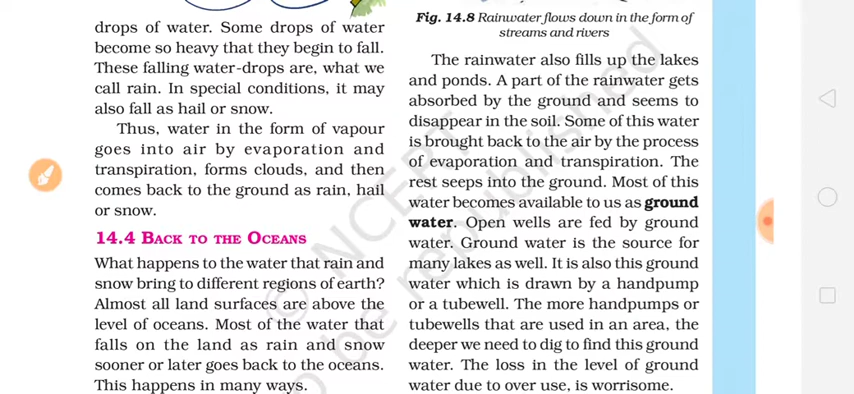 drops of water. Some drops of water
become so heavy that they begin to fall.
These falling water-drops are, what we
call rain. In special conditions, it may
also fall as hail or snow.
Thus, water in the form of vapour
goes into air by evaporation and
transpiration, forms clouds, and then
comes back to the ground as rain, hail
or snow.
14.4 BACK TO THE OCEANS
What happens to the water that rain and
snow bring to different regions of earth?
Almost all land surfaces are above the
level of oceans. Most of the water that
falls on the land as rain and snow
sooner or later goes back to the oceans.
This happens in many ways.
Fig. 14.8 Rainwater flows down in the form of
streams and rivers
The rainwater also fills up the lakes
and ponds. A part of the rainwater gets
absorbed by the ground and seems to
disappear in the soil. Some of this water
is brought back to the air by the process
of evaporation and transpiration. The
rest seeps into the ground. Most of this
water becomes available to us as ground
water. Open wells are fed by ground
water. Ground water is the source for
many lakes as well. It is also this ground
water which is drawn by a handpump
or a tubewell. The more handpumps or
tubewells that are used in an area, the
deeper we need to dig to find this ground
water. The loss in the level of ground
water due to over use, is worrisome.
© NCERT
o be republished